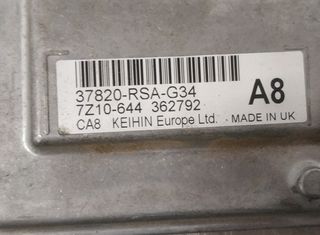 37820-RSA-G34
7Z10-644 362792 A8
CA8 KEIHIN Europe Ltd. - MADE IN UK